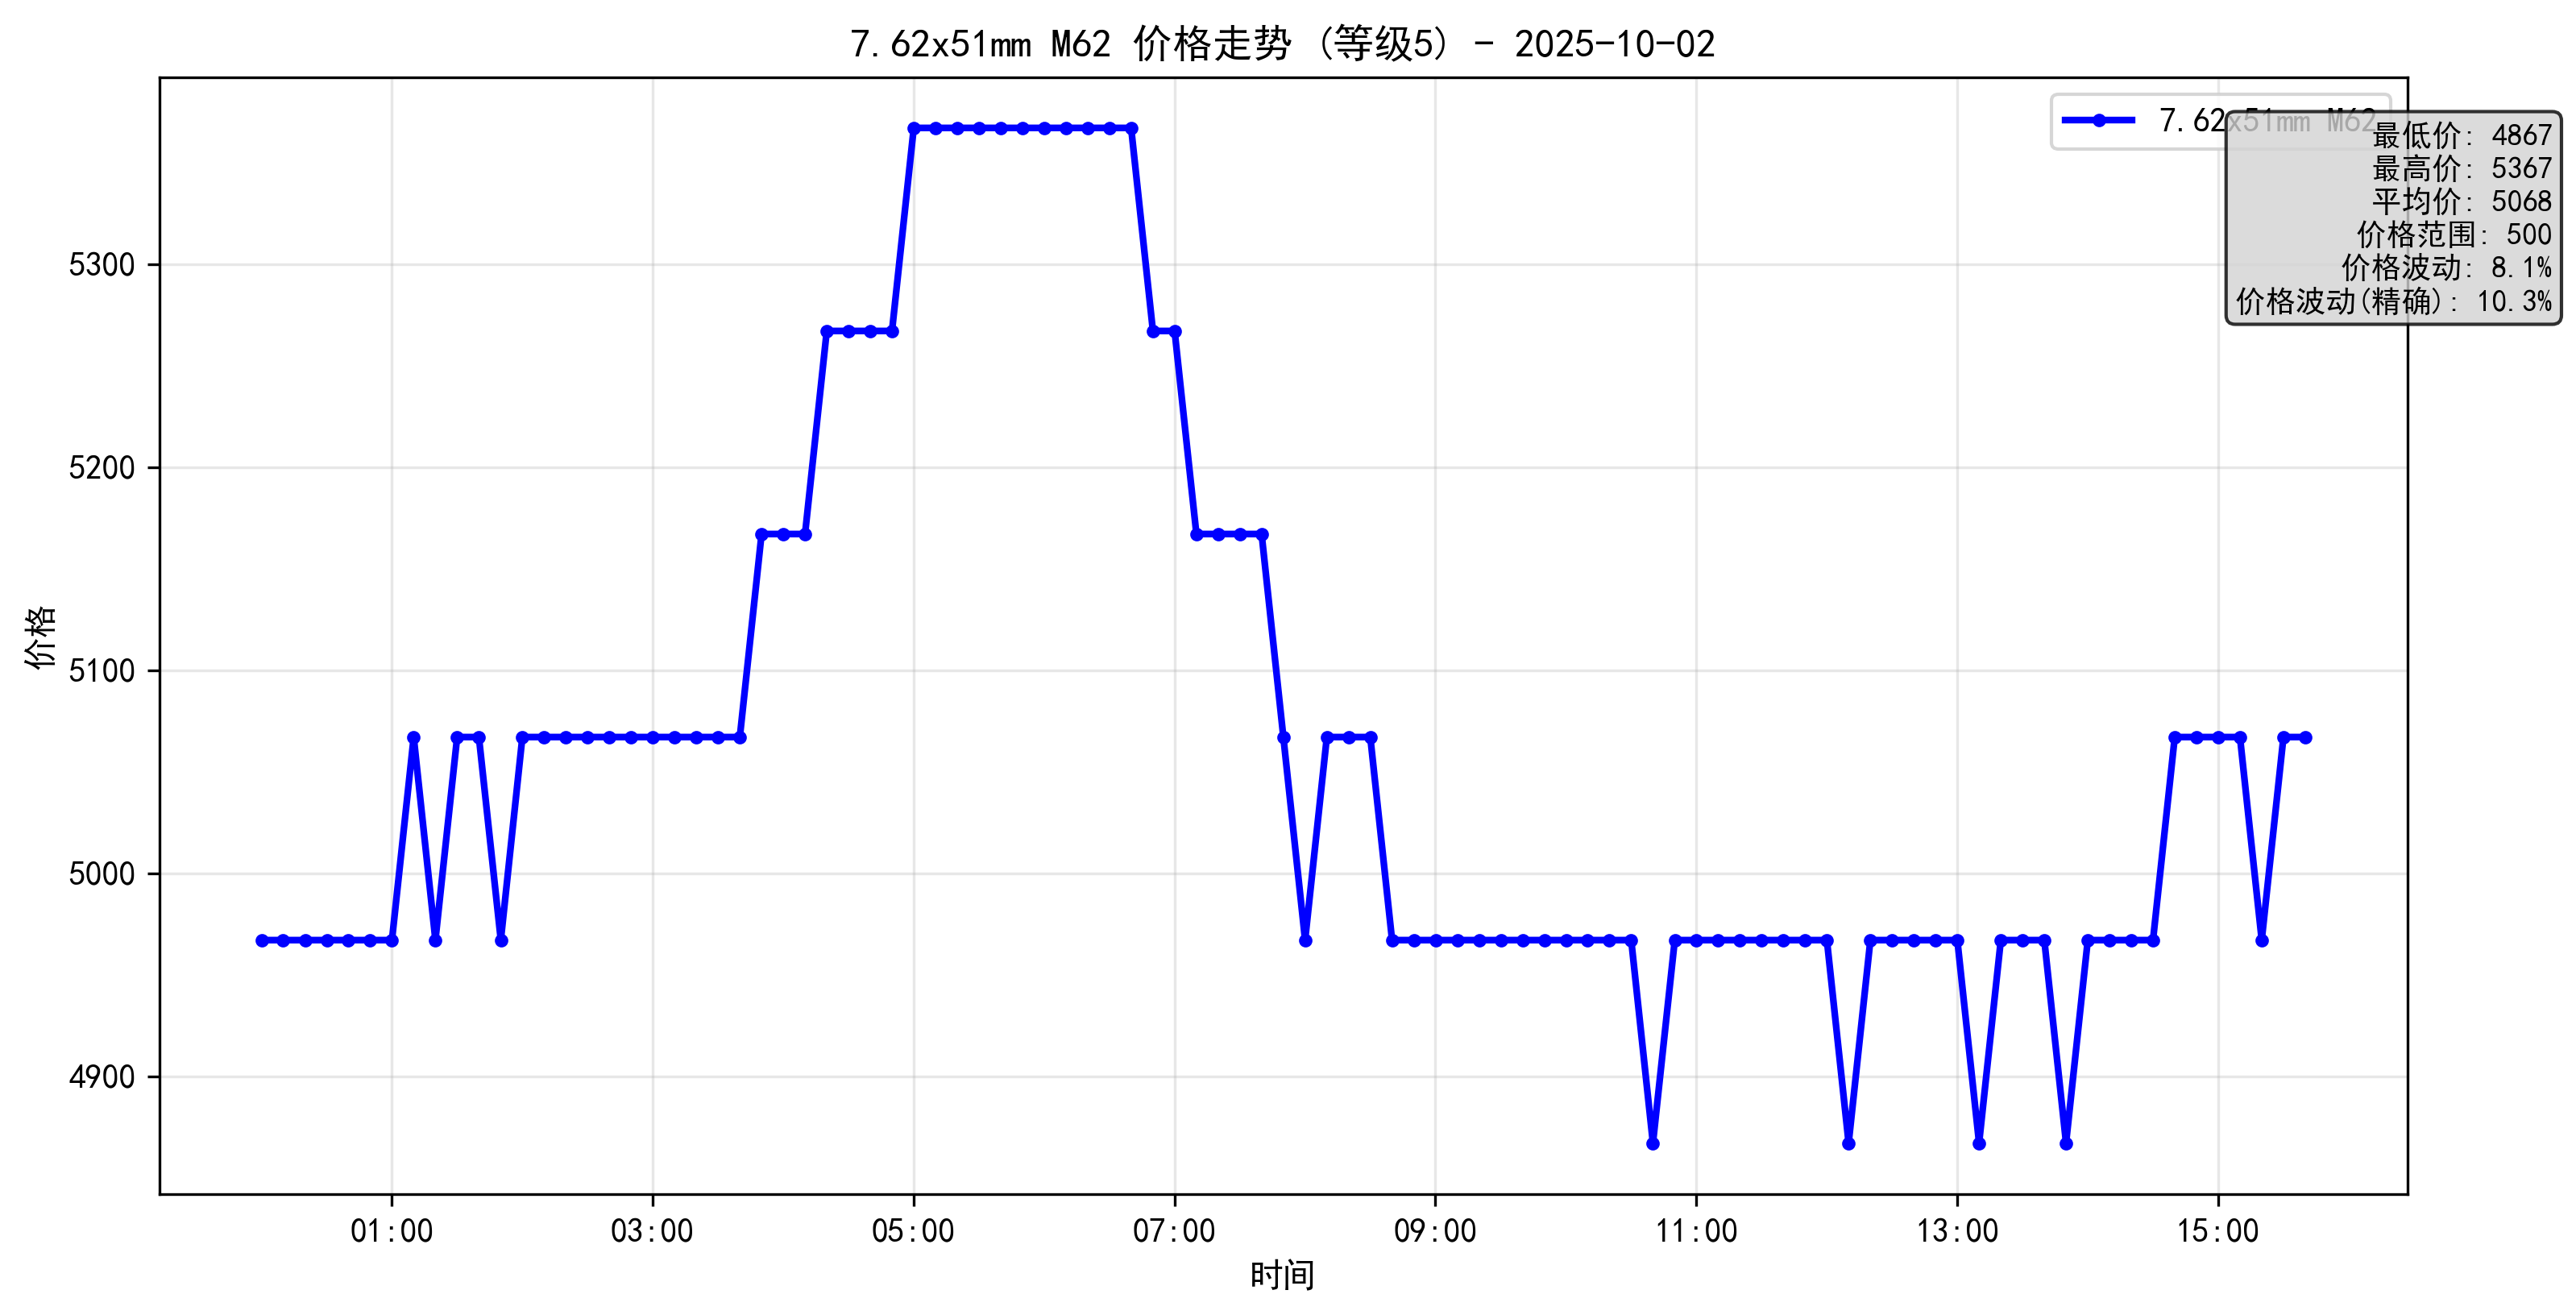 7.62x51mm M62 价格走势 (等级5) - 2025-10-02
7.62x51mm M62
最低价: 4867
最高价: 5367
平均价: 5068
价格范围: 500
价格波动: 8.1%
价格波动(精确): 10.3%
价格
5300
5200
5100
5000
4900
01:00 03:00 05:00 07:00 09:00 11:00 13:00 15:00
时间